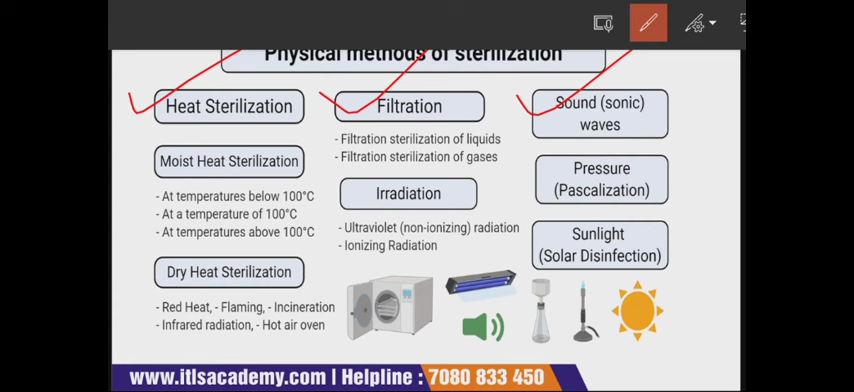 Physical methods of sterilization
Heat Sterilization
Moist Heat Sterilization
- At temperatures below 100°C
- At a temperature of 100°C
- At temperatures above 100°C
Dry Heat Sterilization
- Red Heat, - Flaming, - Incineration
- Infrared radiation, - Hot air oven
Filtration
- Filtration sterilization of liquids
- Filtration sterilization of gases
Irradiation
- Ultraviolet (non-ionizing) radiation
- Ionizing Radiation
Sound (sonic)
waves
Pressure
(Pascalization)
Sunlight
(Solar Disinfection)
www.itlsacademy.com | Helpline : 7080 833 450